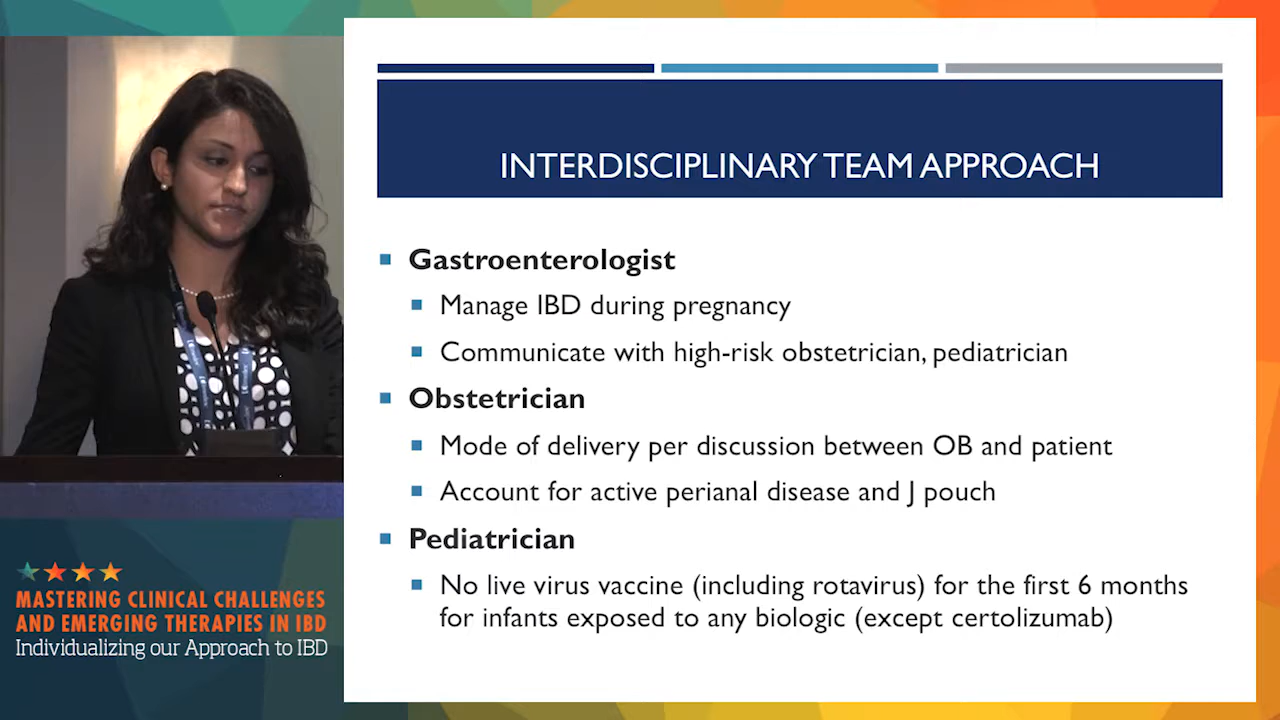 INTERDISCIPLINARY TEAM APPROACH
Gastroenterologist
Manage IBD during pregnancy
Communicate with high-risk obstetrician, pediatrician
Obstetrician
Mode of delivery per discussion between OB and patient
Account for active perianal disease and J pouch
Pediatrician
No live virus vaccine (including rotavirus) for the first 6 months
for infants exposed to any biologic (except certolizumab)
MASTERING CLINICAL CHALLENGES
AND EMERGING THERAPIES IN IBD
Individualizing our Approach to IBD